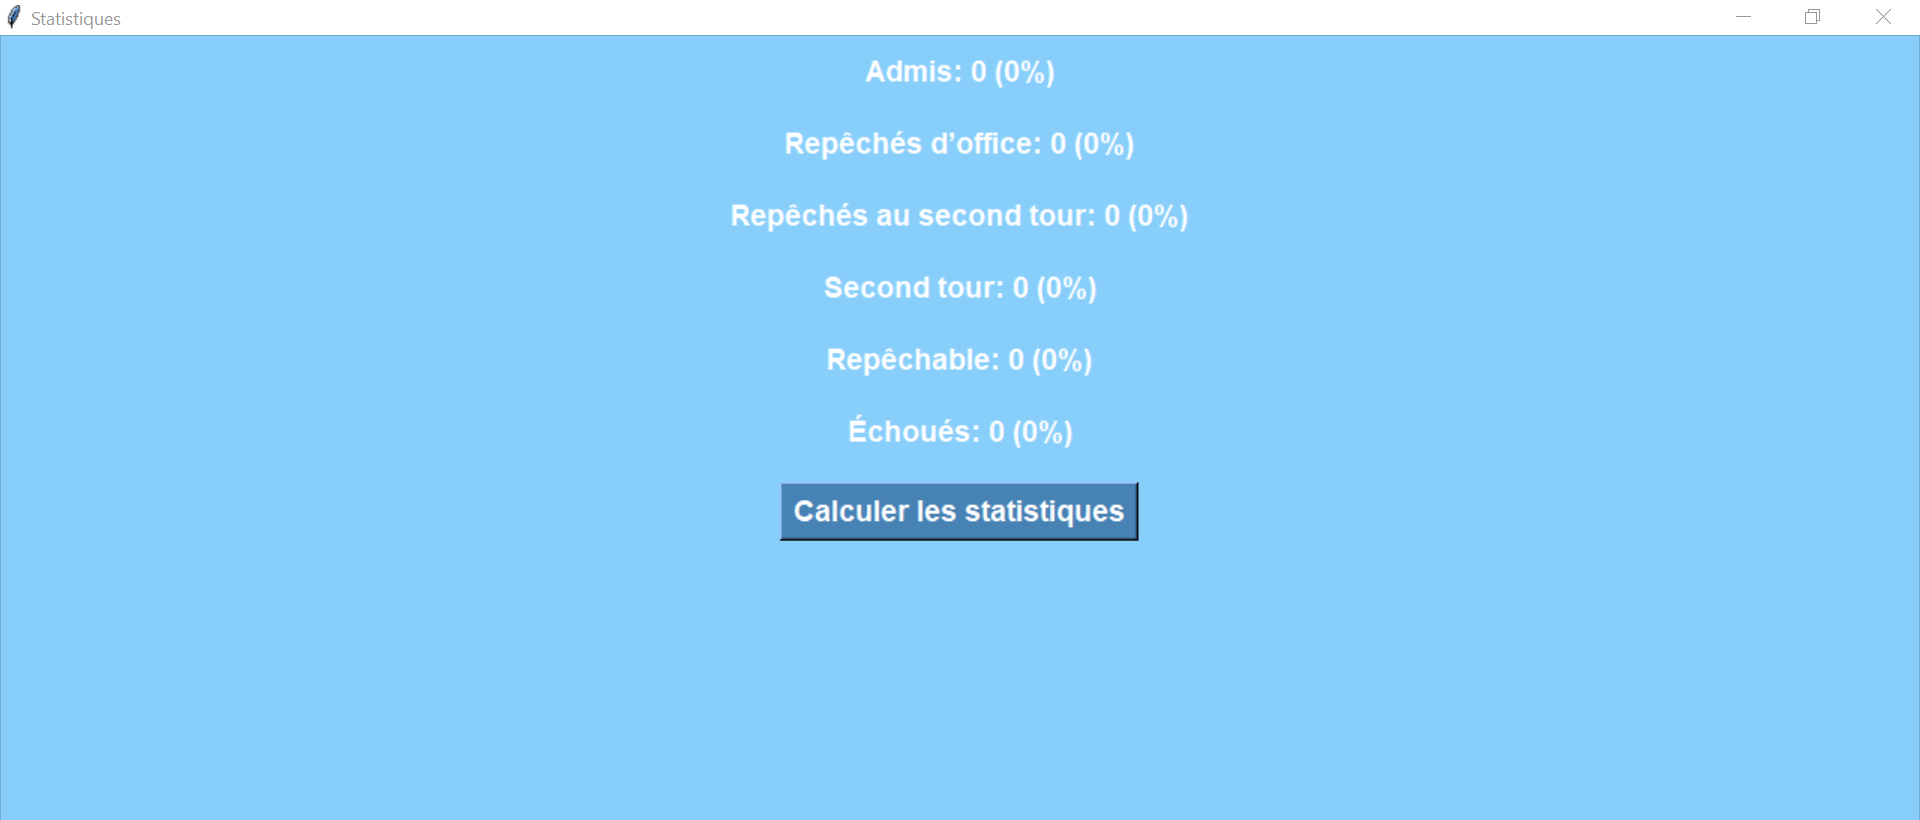 Statistiques
Admis: 0 (0%)
Repêchés d’office: 0 (0%)
Repêchés au second tour: 0 (0%)
Second tour: 0 (0%)
Repêchable: 0 (0%)
Échoués: 0 (0%)
Calculer les statistiques